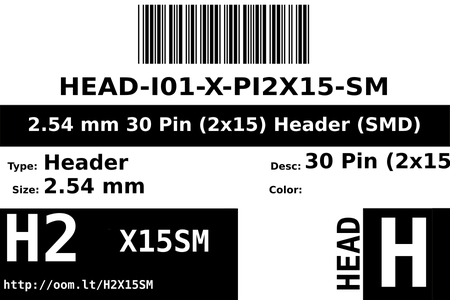 HEAD-I01-X-PI2X15-SM
2.54 mm 30 Pin (2x15) Header (SMD)
Type: Header
Desc: 30 Pin (2x15
Size: 2.54 mm
Color:
H2
X15SM
http://oom.lt/H2X15SM
HEAD
H